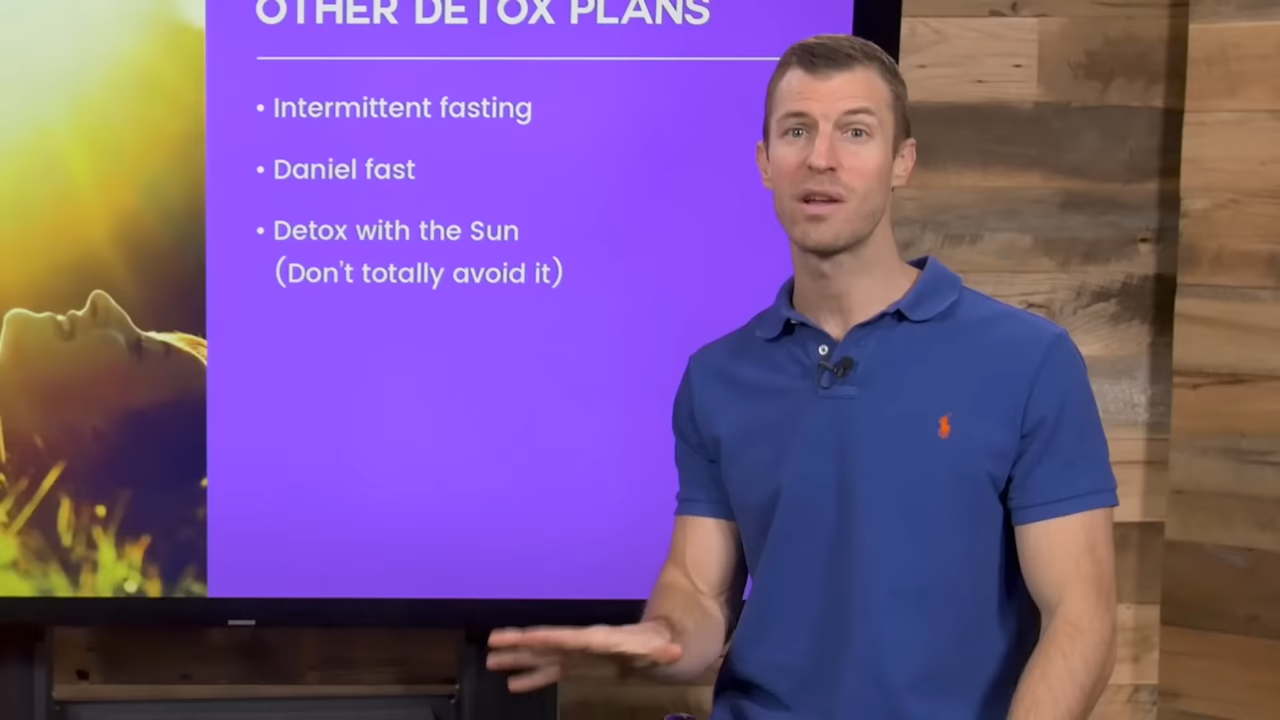 OTHER DETOX PLANS
• Intermittent fasting
• Daniel fast
• Detox with the Sun
(Don't totally avoid it)